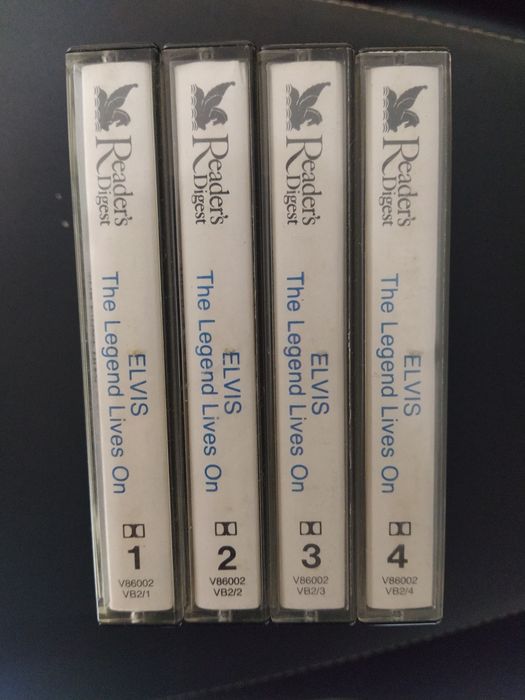 Reader's
Digest
ELVIS
The Legend Lives On
1
V86002
VB2/1
Reader's
Digest
ELVIS
The Legend Lives On
2
V86002
VB2/2
Reader's
Digest
ELVIS
The Legend Lives On
3
V86002
VB2/3
Reader's
Digest
ELVIS
The Legend Lives On
4
V86002
VB2/4